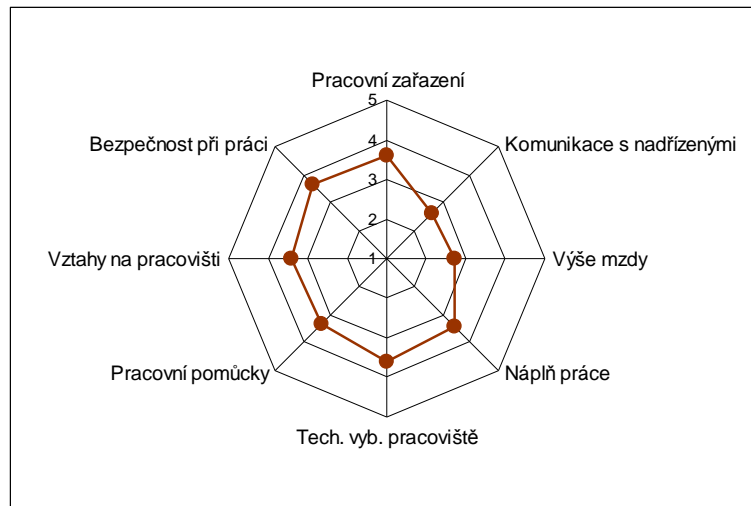 Pracovní zařazení
5
Bezpečnost při práci
4
Komunikace s nadřízenými
3
2
Vztahy na pracovišti
1
Výše mzdy
Pracovní pomůcky
Náplň práce
Tech. vyb. pracoviště